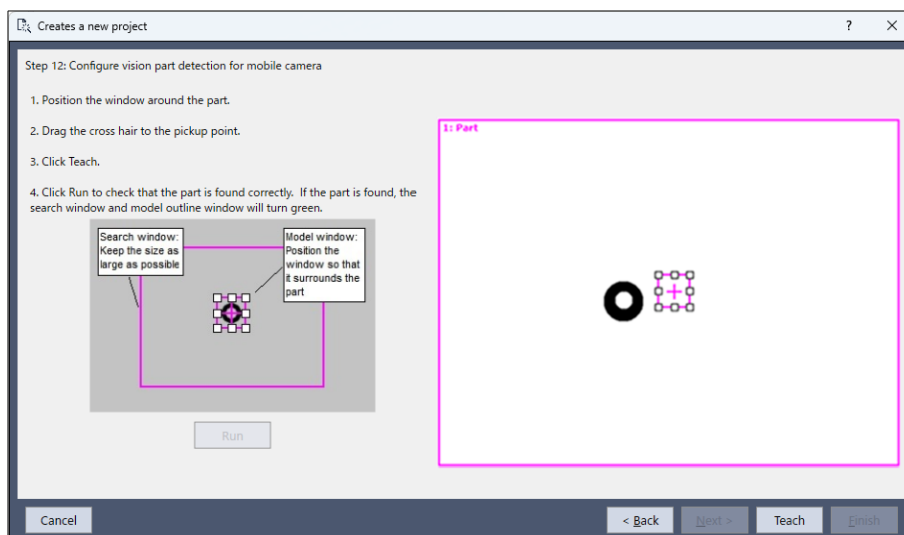 Creates a new project
?
Step 12: Configure vision part detection for mobile camera
1. Position the window around the part.
2. Drag the cross hair to the pickup point.
3. Click Teach.
4. Click Run to check that the part is found correctly.  If the part is found, the
search window and model outline window will turn green.
Search window:
Keep the size as
large as possible
Model window:
Position the
window so that
it surrounds the
part
Run
1: Part
Cancel
< Back
Next >
Teach
Finish